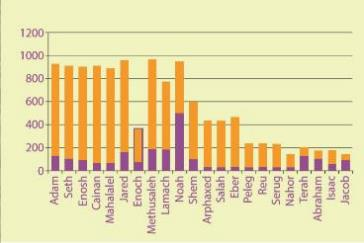 1200
1000
800
600
400
200
0
Adam
Seth
Enosh
Cainan
Mahalalel
Jared
Enoch
Methusaleh
Lamach
Noah
Shem
Arphaxed
Salah
Eber
Peleg
Reu
Serug
Nahor
Terah
Abraham
Isaac
Jacob